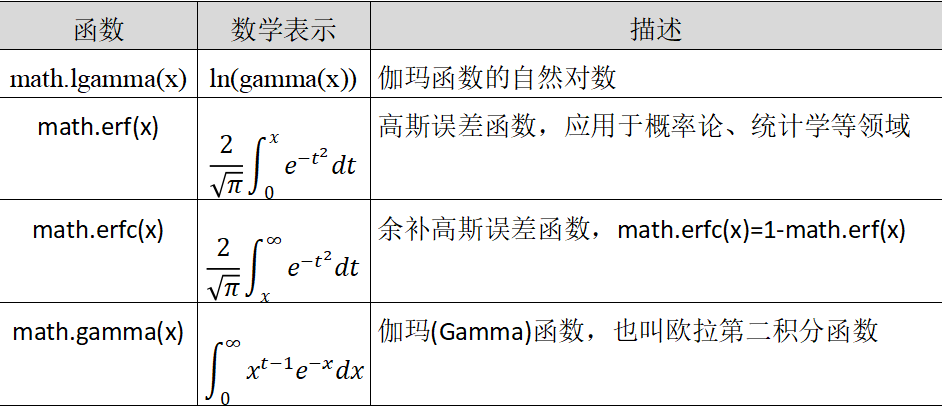 函数 数学表示 描述
math.lgamma(x) ln(gamma(x)) 伽玛函数的自然对数
math.erf(x) $\frac{2}{\sqrt{\pi}}\int_0^x e^{-t^2}dt$ 高斯误差函数，应用于概率论、统计学等领域
math.erfc(x) $\frac{2}{\sqrt{\pi}}\int_x^\infty e^{-t^2}dt$ 余补高斯误差函数，math.erfc(x)=1-math.erf(x)
math.gamma(x) $\int_0^\infty x^{t-1}e^{-x}dx$ 伽玛(Gamma)函数，也叫欧拉第二积分函数